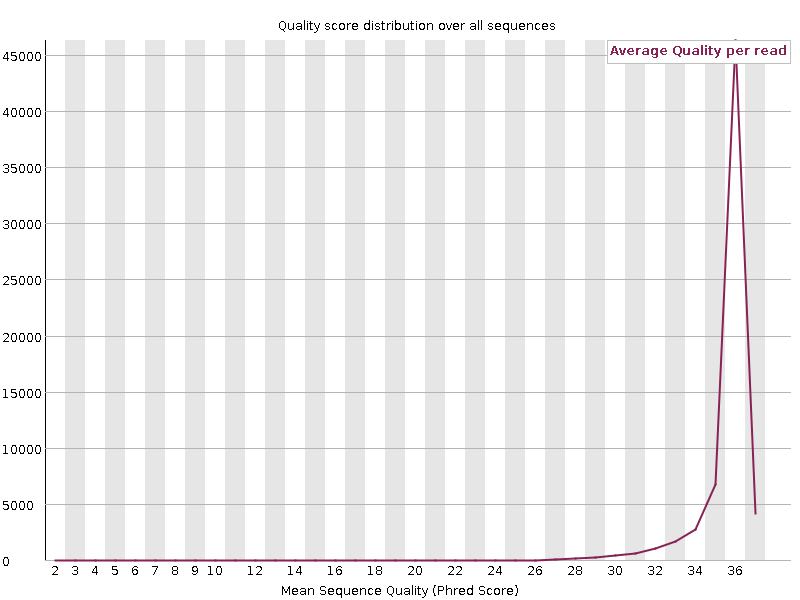 Quality score distribution over all sequences
Average Quality per read
45000
40000
35000
30000
25000
20000
15000
10000
5000
0
2 3 4 5 6 7 8 9 10 12 14 16 18 20 22 24 26 28 30 32 34 36
Mean Sequence Quality (Phred Score)